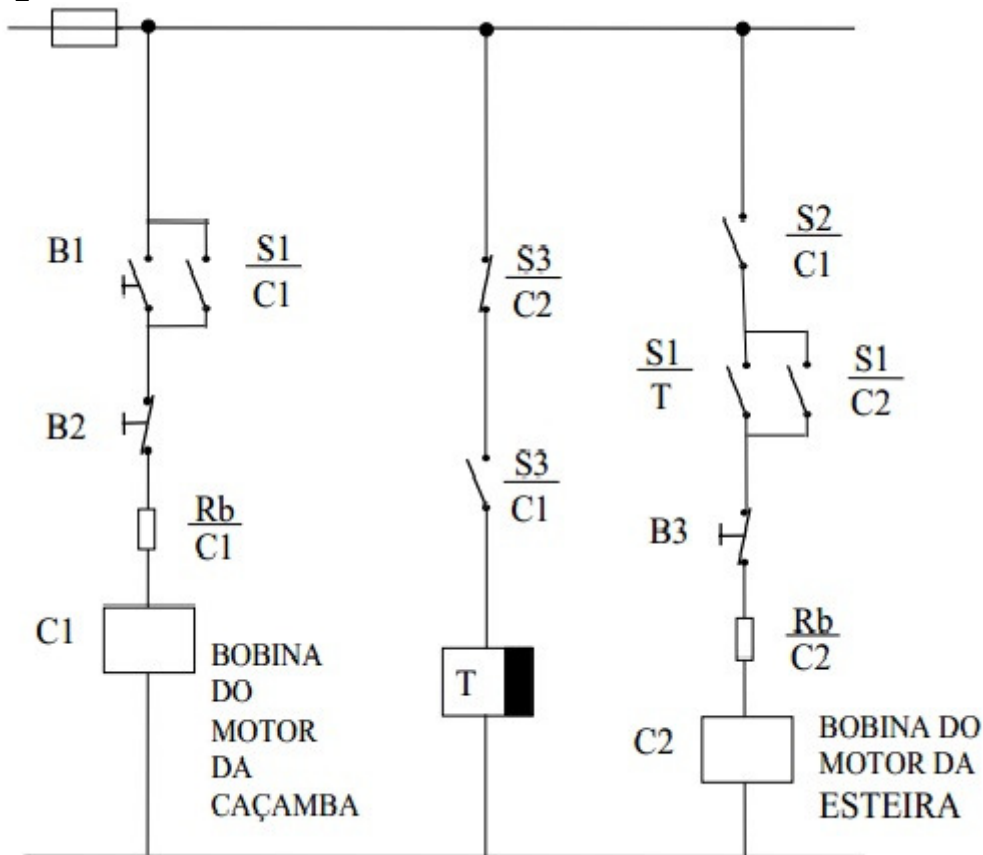 B1
S1
C1
B2
Rb
C1
C1
BOBINA
DO
MOTOR
DA
CAÇAMBA
S3
C2
S3
C1
T
S2
C1
S1
T
S1
C2
B3
Rb
C2
C2
BOBINA DO
MOTOR DA
ESTEIRA